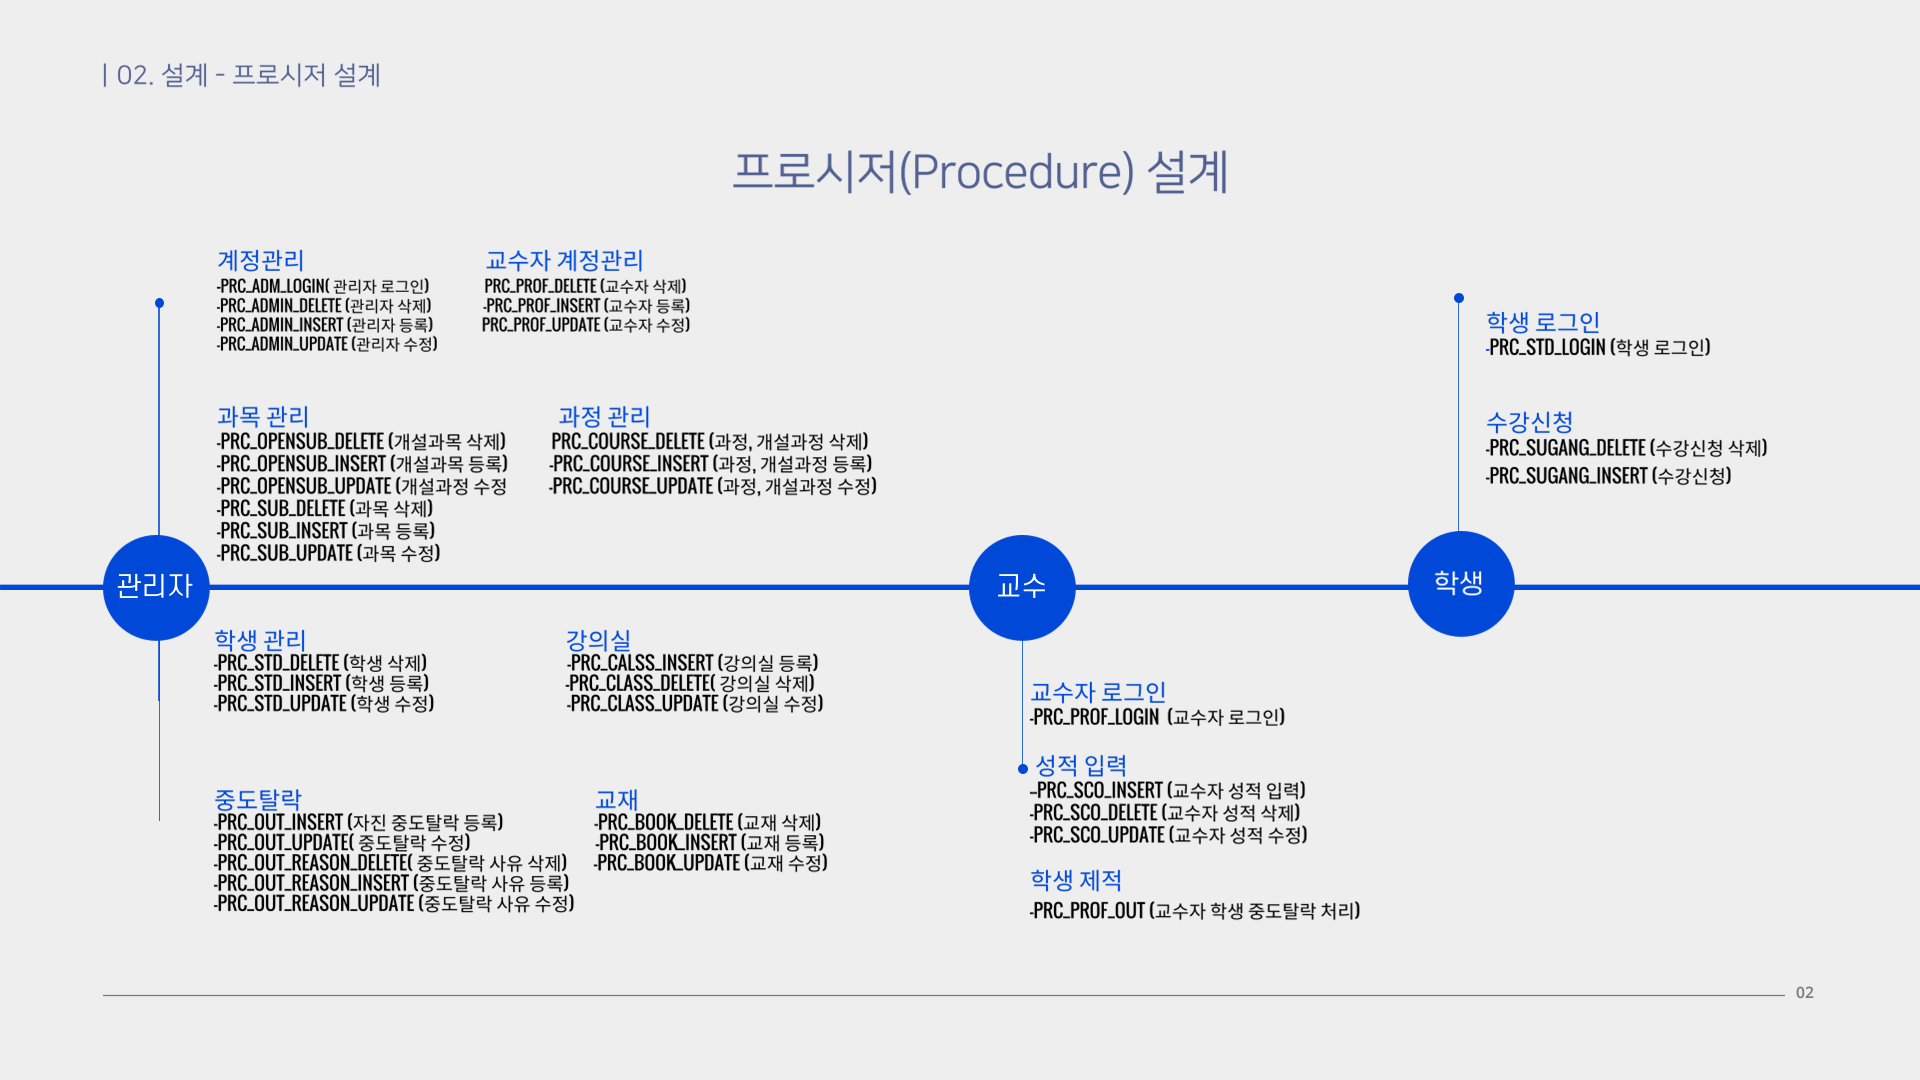 | 02. 설계 - 프로시저 설계
프로시저(Procedure) 설계
계정관리
-PRC_ADM_LOGIN( 관리자 로그인)
-PRC_ADMIN_DELETE (관리자 삭제)
-PRC_ADMIN_INSERT (관리자 등록)
-PRC_ADMIN_UPDATE (관리자 수정)
교수자 계정관리
PRC_PROF_DELETE (교수자 삭제)
-PRC_PROF_INSERT (교수자 등록)
PRC_PROF_UPDATE (교수자 수정)
과목 관리
-PRC_OPENSUB_DELETE (개설과목 삭제)
-PRC_OPENSUB_INSERT (개설과목 등록)
-PRC_OPENSUB_UPDATE (개설과정 수정
-PRC_SUB_DELETE (과목 삭제)
-PRC_SUB_INSERT (과목 등록)
-PRC_SUB_UPDATE (과목 수정)
과정 관리
PRC_COURSE_DELETE (과정, 개설과정 삭제)
-PRC_COURSE_INSERT (과정, 개설과정 등록)
-PRC_COURSE_UPDATE (과정, 개설과정 수정)
관리자
학생 관리
-PRC_STD_DELETE (학생 삭제)
-PRC_STD_INSERT (학생 등록)
-PRC_STD_UPDATE (학생 수정)
강의실
-PRC_CALSS_INSERT (강의실 등록)
-PRC_CLASS_DELETE( 강의실 삭제)
-PRC_CLASS_UPDATE (강의실 수정)
중도탈락
-PRC_OUT_INSERT (자진 중도탈락 등록)
-PRC_OUT_UPDATE( 중도탈락 수정)
-PRC_OUT_REASON_DELETE( 중도탈락 사유 삭제)
-PRC_OUT_REASON_INSERT (중도탈락 사유 등록)
-PRC_OUT_REASON_UPDATE (중도탈락 사유 수정)
교재
-PRC_BOOK_DELETE (교재 삭제)
-PRC_BOOK_INSERT (교재 등록)
-PRC_BOOK_UPDATE (교재 수정)
교수
교수자 로그인
-PRC_PROF_LOGIN (교수자 로그인)
성적 입력
--PRC_SCO_INSERT (교수자 성적 입력)
-PRC_SCO_DELETE (교수자 성적 삭제)
-PRC_SCO_UPDATE (교수자 성적 수정)
학생 제적
-PRC_PROF_OUT (교수자 학생 중도탈락 처리)
학생 로그인
-PRC_STD_LOGIN (학생 로그인)
수강신청
-PRC_SUGANG_DELETE (수강신청 삭제)
-PRC_SUGANG_INSERT (수강신청)
학생
02